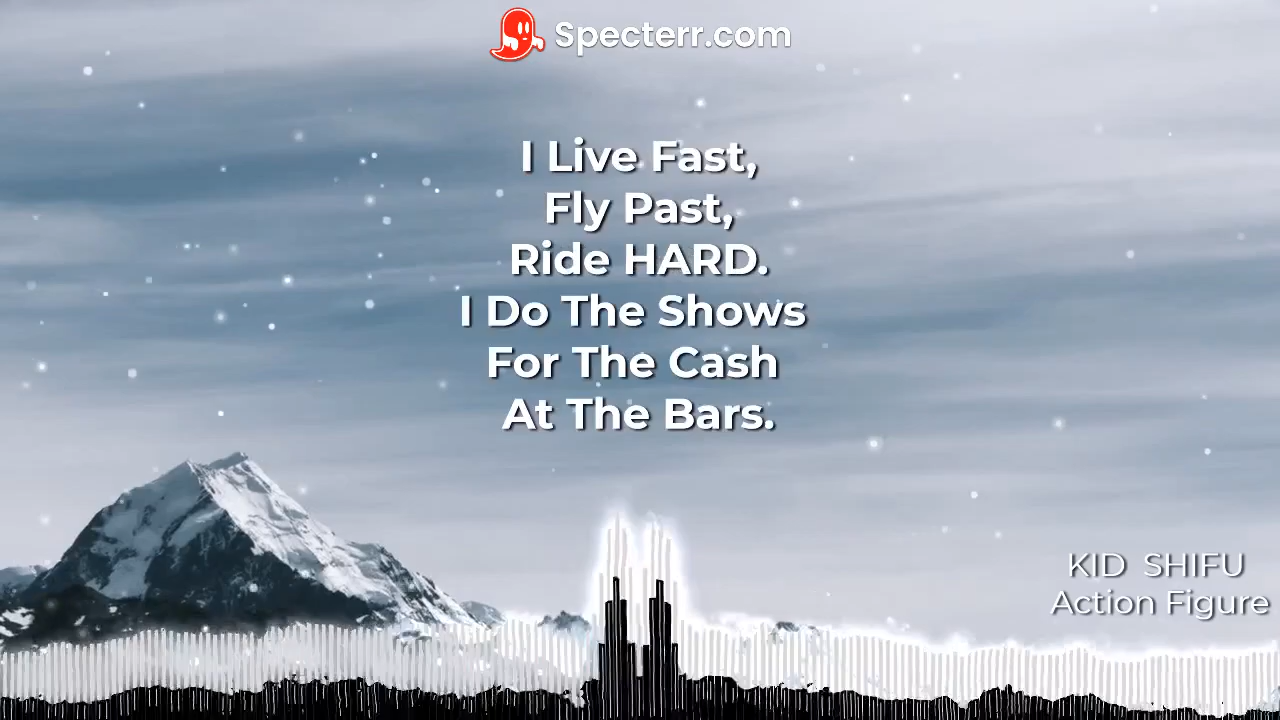 Specterr.com
I Live Fast,
Fly Past,
Ride HARD.
I Do The Shows
For The Cash
At The Bars.
KID SHIFU
Action Figure